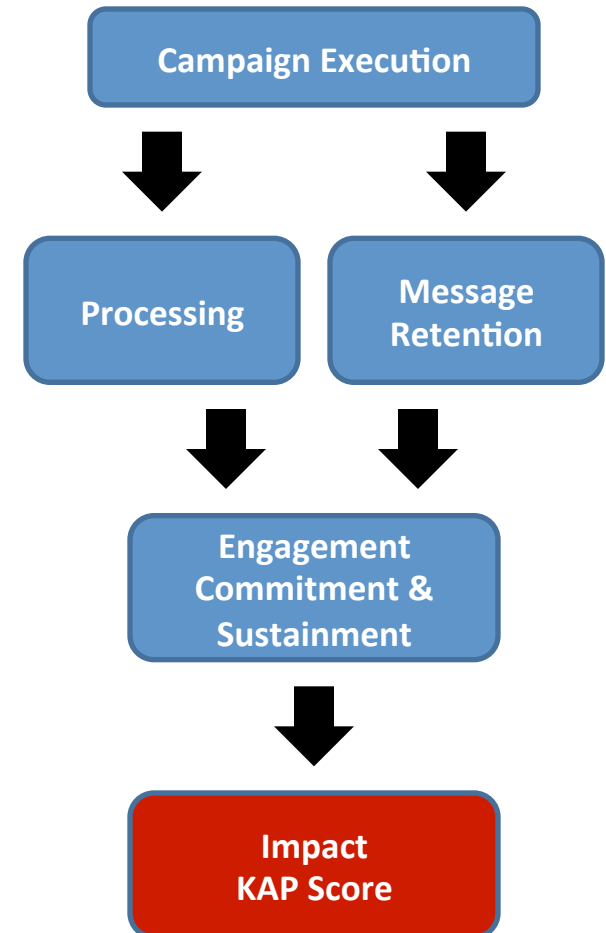 Campaign Execution
Processing
Message
Retention
Engagement
Commitment &
Sustainment
Impact
KAP Score